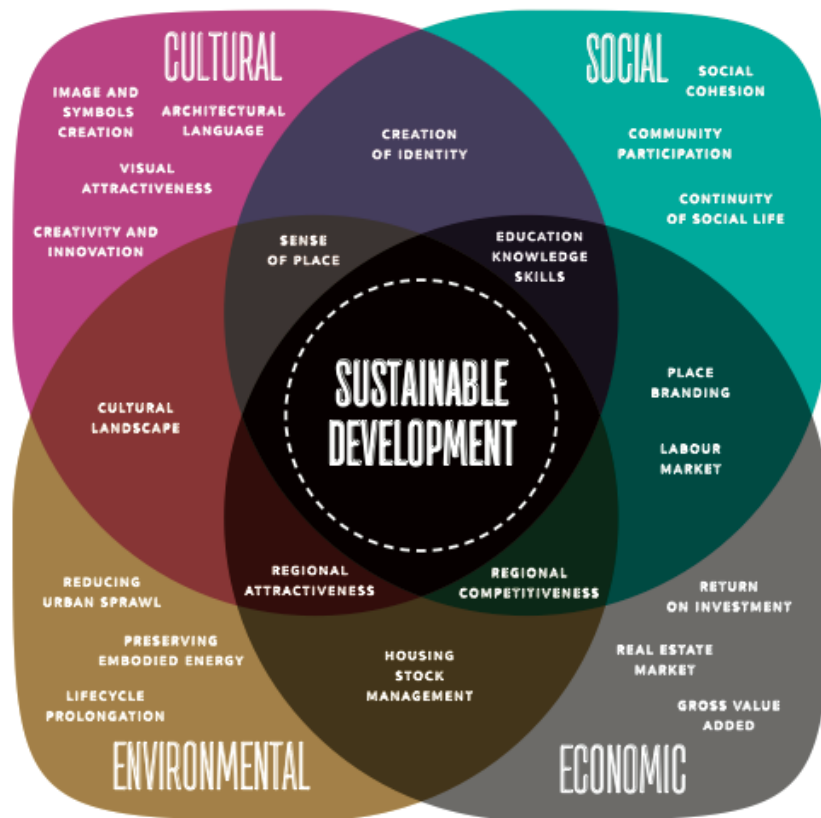 CULTURAL
IMAGE AND
SYMBOLS
CREATION
ARCHITECTURAL
LANGUAGE
VISUAL
ATTRACTIVENESS
CREATIVITY AND
INNOVATION
CREATION
OF IDENTITY
SOCIAL
SOCIAL
COHESION
COMMUNITY
PARTICIPATION
CONTINUITY
OF SOCIAL LIFE
SENSE
OF PLACE
EDUCATION
KNOWLEDGE
SKILLS
CULTURAL
LANDSCAPE
SUSTAINABLE
DEVELOPMENT
PLACE
BRANDING
LABOUR
MARKET
REGIONAL
ATTRACTIVENESS
REGIONAL
COMPETITIVENESS
REDUCING
URBAN SPRAWL
PRESERVING
EMBODIED ENERGY
LIFECYCLE
PROLONGATION
ENVIRONMENTAL
HOUSING
STOCK
MANAGEMENT
RETURN
ON INVESTMENT
REAL ESTATE
MARKET
GROSS VALUE
ADDED
ECONOMIC